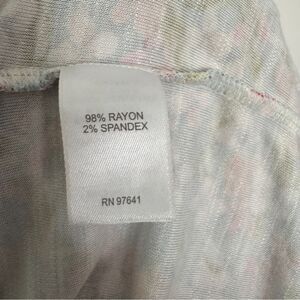 98% RAYON
2% SPANDEX
RN 97641